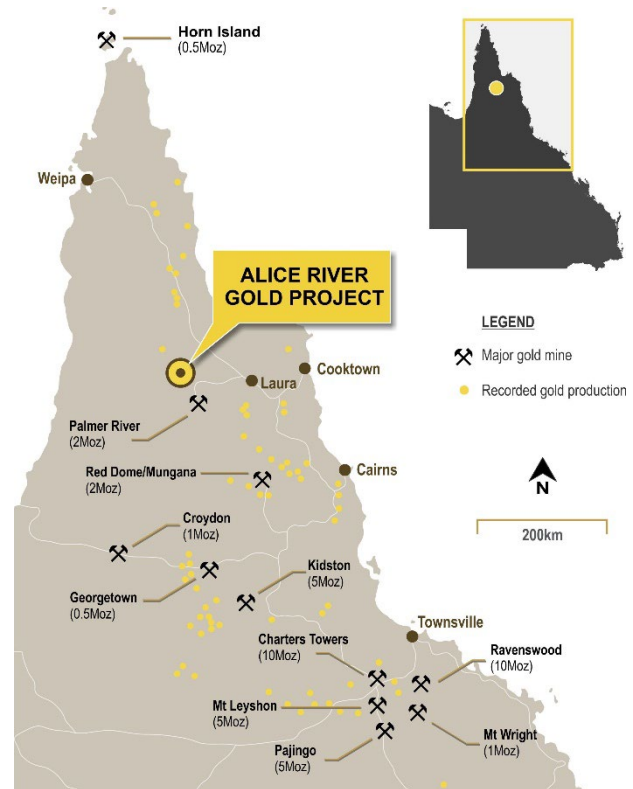 Horn Island
(0.5Moz)
Weipa
ALICE RIVER
GOLD PROJECT
LEGEND
Major gold mine
Recorded gold production
Cooktown
Laura
Palmer River
(2Moz)
Red Dome/Mungana
(2Moz)
Cairns
N
200km
Croydon
(1Moz)
Georgetown
(0.5Moz)
Kidston
(5Moz)
Townsville
Charters Towers
(10Moz)
Ravenswood
(10Moz)
Mt Leyshon
(5Moz)
Mt Wright
(1Moz)
Pajingo
(5Moz)